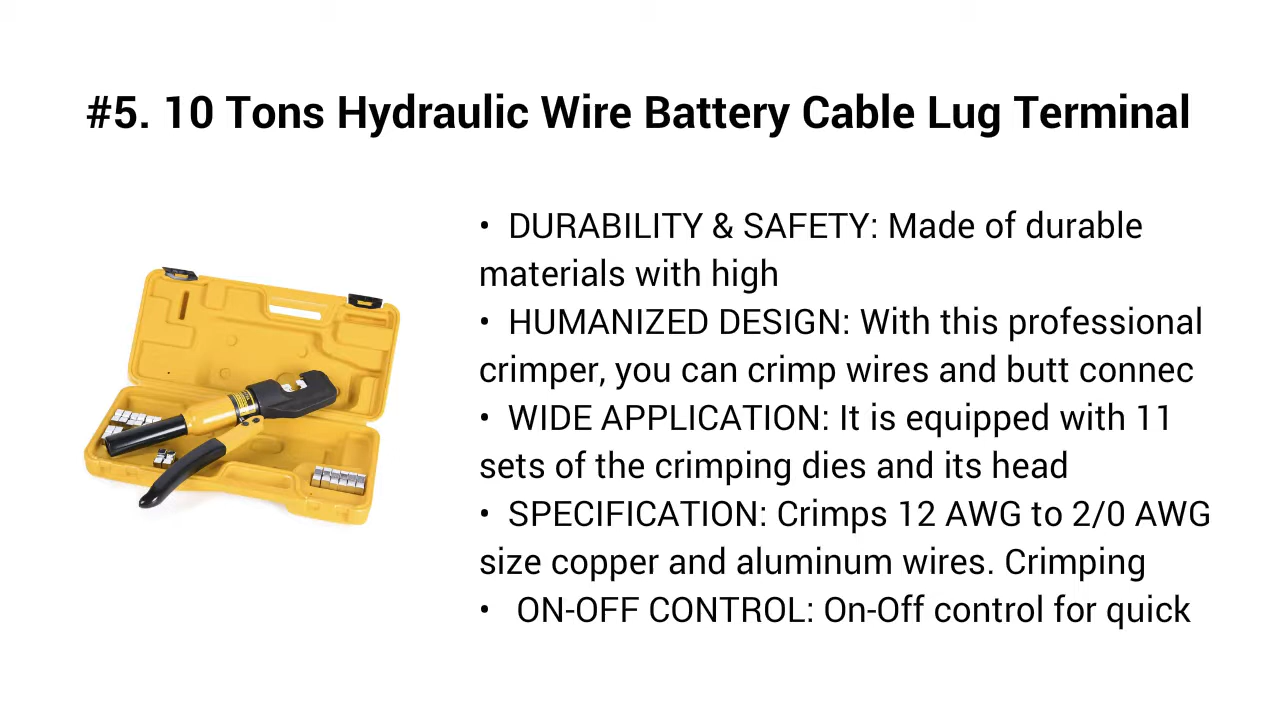 #5. 10 Tons Hydraulic Wire Battery Cable Lug Terminal
• DURABILITY & SAFETY: Made of durable
materials with high
• HUMANIZED DESIGN: With this professional
crimper, you can crimp wires and butt connec
• WIDE APPLICATION: It is equipped with 11
sets of the crimping dies and its head
• SPECIFICATION: Crimps 12 AWG to 2/0 AWG
size copper and aluminum wires. Crimping
• ON-OFF CONTROL: On-Off control for quick